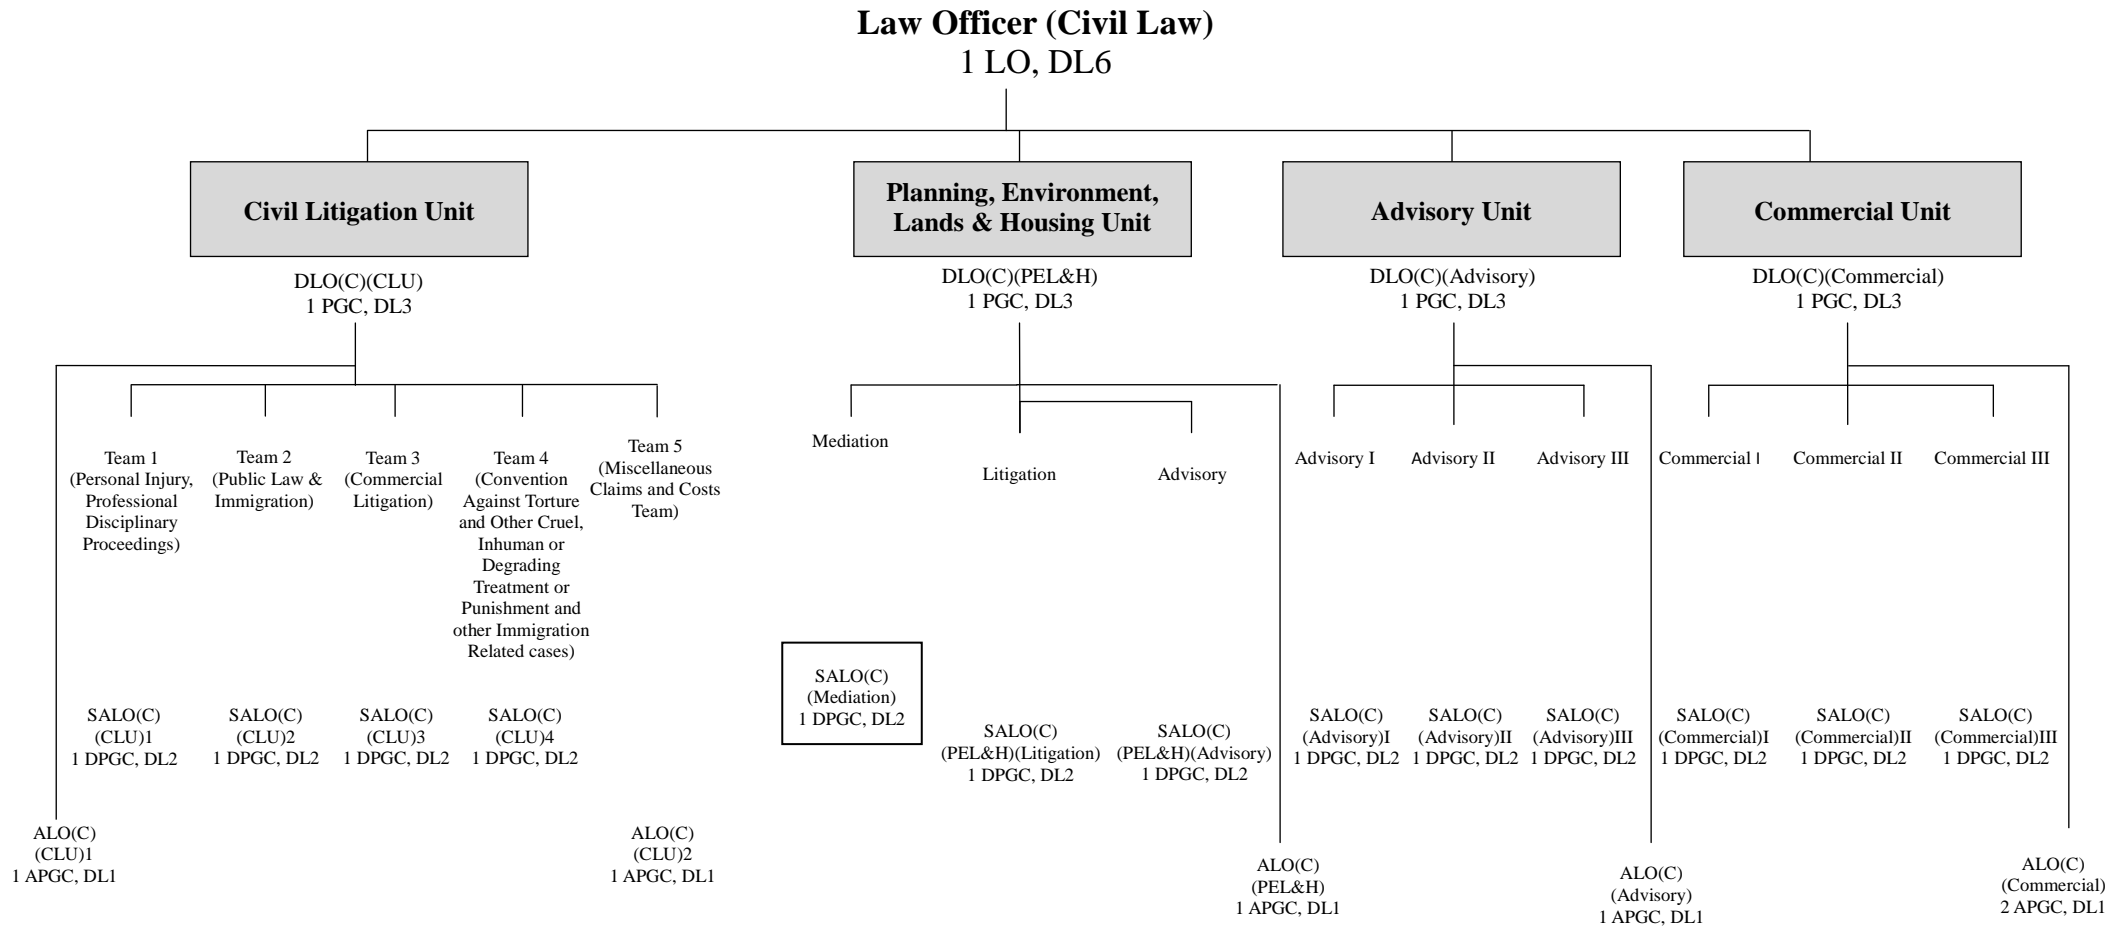 Law Officer (Civil Law)
1 LO, DL6
Civil Litigation Unit
DLO(C)(CLU)
1 PGC, DL3
Team 1
(Personal Injury,
Professional
Disciplinary
Proceedings)
Team 2
(Public Law &
Immigration)
Team 3
(Commercial
Litigation)
Team 4
(Convention
Against Torture
and Other Cruel,
Inhuman or
Degrading
Treatment or
Punishment and
other Immigration
Related cases)
Team 5
(Miscellaneous
Claims and Costs
Team)
SALO(C)
(CLU)1
1 DPGC, DL2
SALO(C)
(CLU)2
1 DPGC, DL2
SALO(C)
(CLU)3
1 DPGC, DL2
SALO(C)
(CLU)4
1 DPGC, DL2
ALO(C)
(CLU)1
1 APGC, DL1
ALO(C)
(CLU)2
1 APGC, DL1
Planning, Environment,
Lands & Housing Unit
DLO(C)(PEL&H)
1 PGC, DL3
Mediation
Litigation
Advisory
SALO(C)
(Mediation)
1 DPGC, DL2
SALO(C)
(PEL&H)(Litigation)
1 DPGC, DL2
SALO(C)
(PEL&H)(Advisory)
1 DPGC, DL2
ALO(C)
(PEL&H)
1 APGC, DL1
Advisory Unit
DLO(C)(Advisory)
1 PGC, DL3
Advisory I
Advisory II
Advisory III
SALO(C)
(Advisory)I
1 DPGC, DL2
SALO(C)
(Advisory)II
1 DPGC, DL2
SALO(C)
(Advisory)III
1 DPGC, DL2
ALO(C)
(Advisory)
1 APGC, DL1
Commercial Unit
DLO(C)(Commercial)
1 PGC, DL3
Commercial I
Commercial II
Commercial III
SALO(C)
(Commercial)I
1 DPGC, DL2
SALO(C)
(Commercial)II
1 DPGC, DL2
SALO(C)
(Commercial)III
1 DPGC, DL2
ALO(C)
(Commercial)
2 APGC, DL1